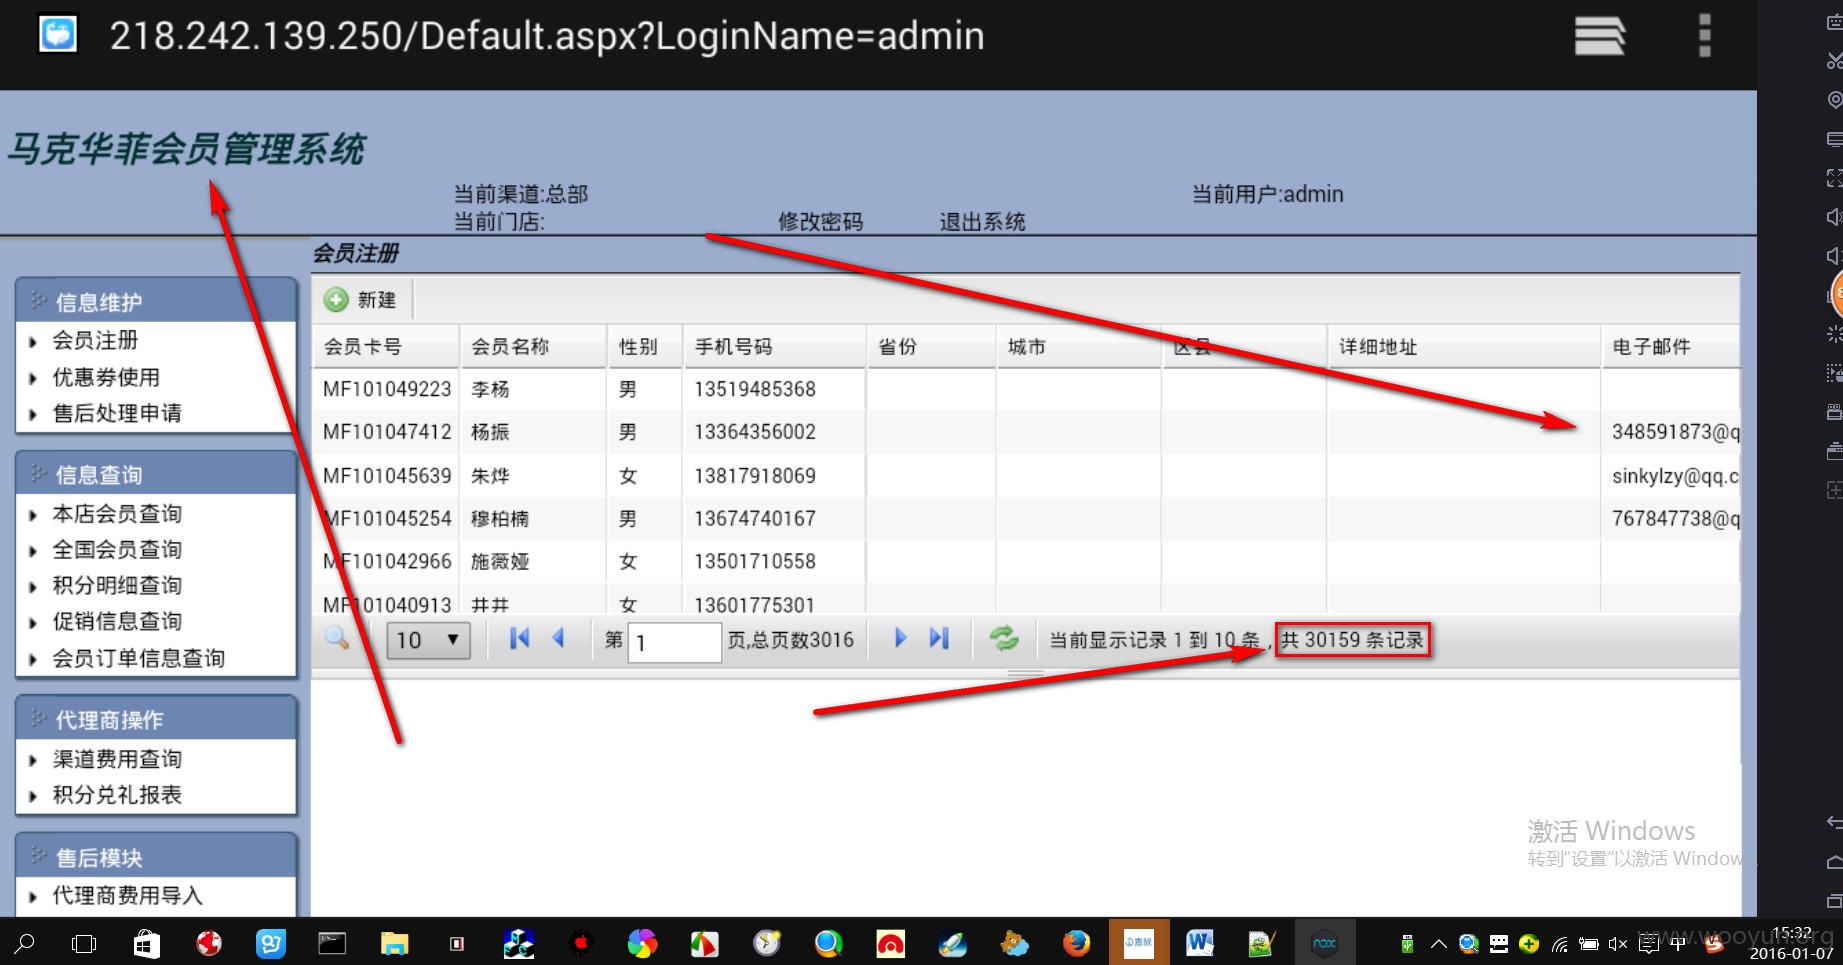 218.242.139.250/Default.aspx?LoginName=admin
马克华菲会员管理系统
当前渠道:总部
当前用户:admin
当前门店:
修改密码
退出系统
会员注册
信息维护
会员注册
优惠券使用
售后处理申请
信息查询
本店会员查询
全国会员查询
积分明细查询
促销信息查询
会员订单信息查询
代理商操作
渠道费用查询
积分兑礼报表
售后模块
代理商费用导入
新建
会员卡号 会员名称 性别 手机号码 省份 城市 区县 详细地址 电子邮件
MF101049223 李杨 男 13519485368
MF101047412 杨振 男 13364356002 348591873@q
MF101045639 朱烨 女 13817918069 sinkylzy@qq.c
MF101045254 穆柏楠 男 13674740167 767847738@q
MF101042966 施薇娅 女 13501710558
MF101040913 井井 女 13601775301
10 第 1 页,总页数3016 当前显示记录 1 到 10 条 , 共 30159 条记录
激活 Windows
转到"设置"以激活 Window
www.wooyun.org
中
15:32
2016-01-07
nox